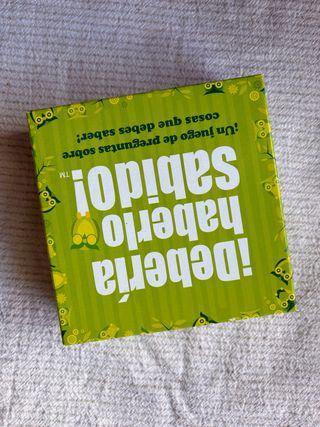 ¡Debería
haberlo
Sabido!™
¡Un juego de preguntas sobre
cosas que debes saber!